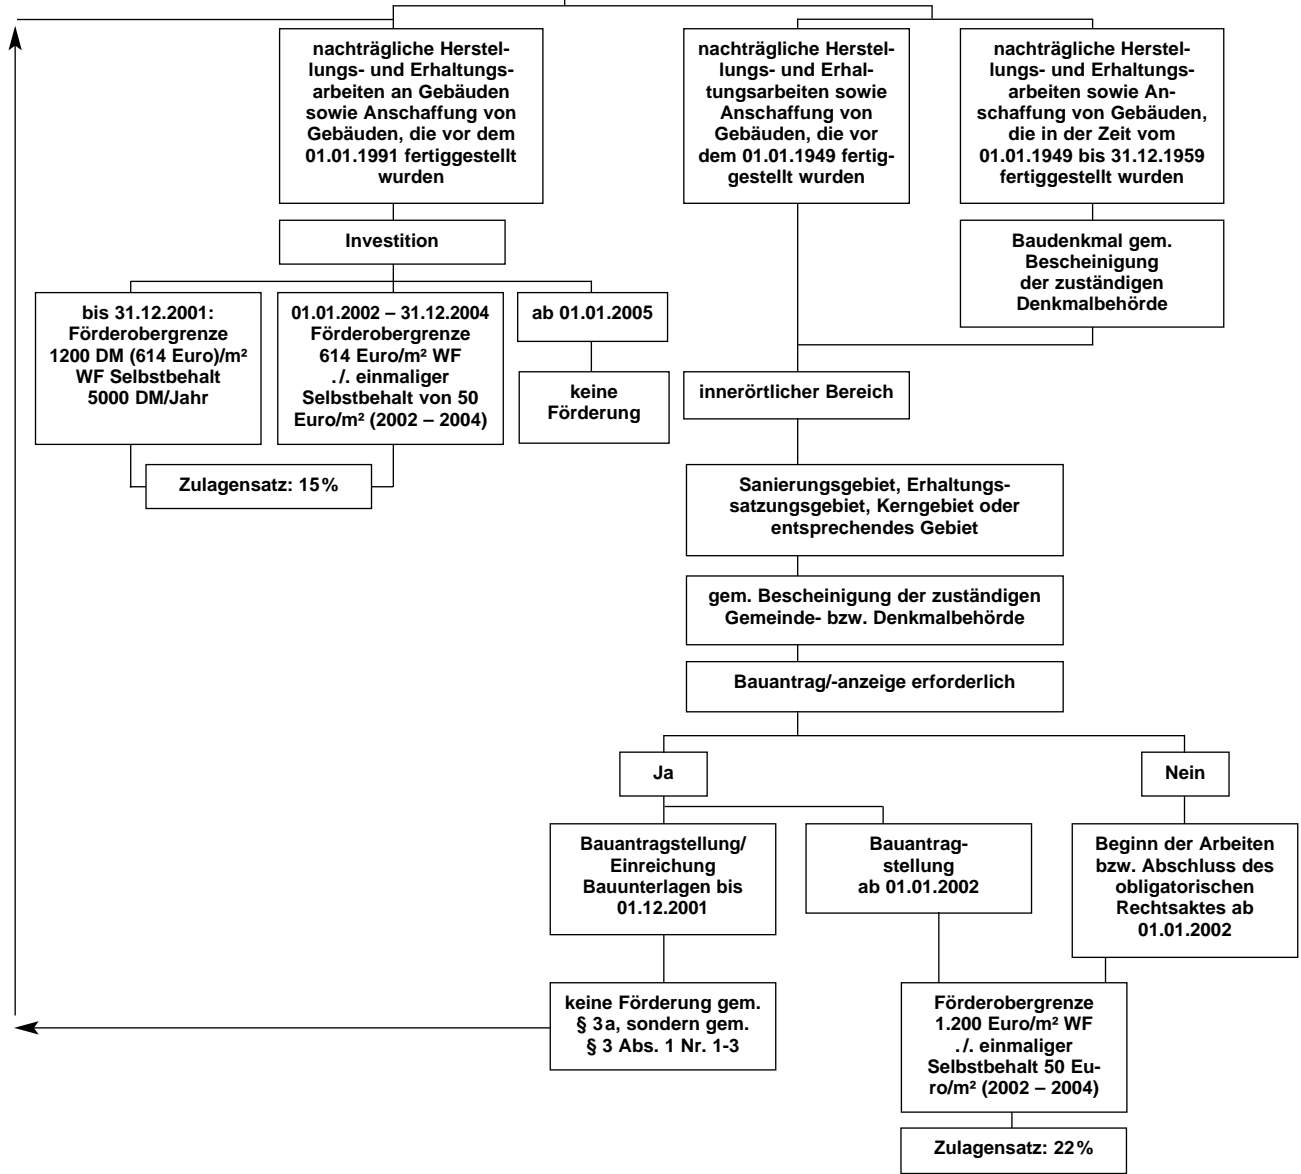 nachträgliche Herstel-
lungs- und Erhaltungs-
arbeiten an Gebäuden
sowie Anschaffung von
Gebäuden, die vor dem
01.01.1991 fertiggestellt
wurden
nachträgliche Herstel-
lungs- und Erhal-
tungsarbeiten sowie
Anschaffung von
Gebäuden, die vor
dem 01.01.1949 fertig-
gestellt wurden
nachträgliche Herstel-
lungs- und Erhaltungs-
arbeiten sowie An-
schaffung von Gebäuden,
die in der Zeit vom
01.01.1949 bis 31.12.1959
fertiggestellt wurden
Investition
Baudenkmal gem.
Bescheinigung
der zuständigen
Denkmalbehörde
bis 31.12.2001:
Förderobergrenze
1200 DM (614 Euro)/m²
WF Selbstbehalt
5000 DM/Jahr
01.01.2002 – 31.12.2004
Förderobergrenze
614 Euro/m² WF
./. einmaliger
Selbstbehalt von 50
Euro/m² (2002 – 2004)
ab 01.01.2005
keine
Förderung
innerörtlicher Bereich
Zulagensatz: 15%
Sanierungsgebiet, Erhaltungs-
satzungsgebiet, Kerngebiet oder
entsprechendes Gebiet
gem. Bescheinigung der zuständigen
Gemeinde- bzw. Denkmalbehörde
Bauantrag/-anzeige erforderlich
Ja
Nein
Bauantragstellung/
Einreichung
Bauunterlagen bis
01.12.2001
Bauantrag-
stellung
ab 01.01.2002
Beginn der Arbeiten
bzw. Abschluss des
obligatorischen
Rechtsaktes ab
01.01.2002
keine Förderung gem.
§ 3a, sondern gem.
§ 3 Abs. 1 Nr. 1-3
Förderobergrenze
1.200 Euro/m² WF
./. einmaliger
Selbstbehalt 50 Eu-
ro/m² (2002 – 2004)
Zulagensatz: 22%